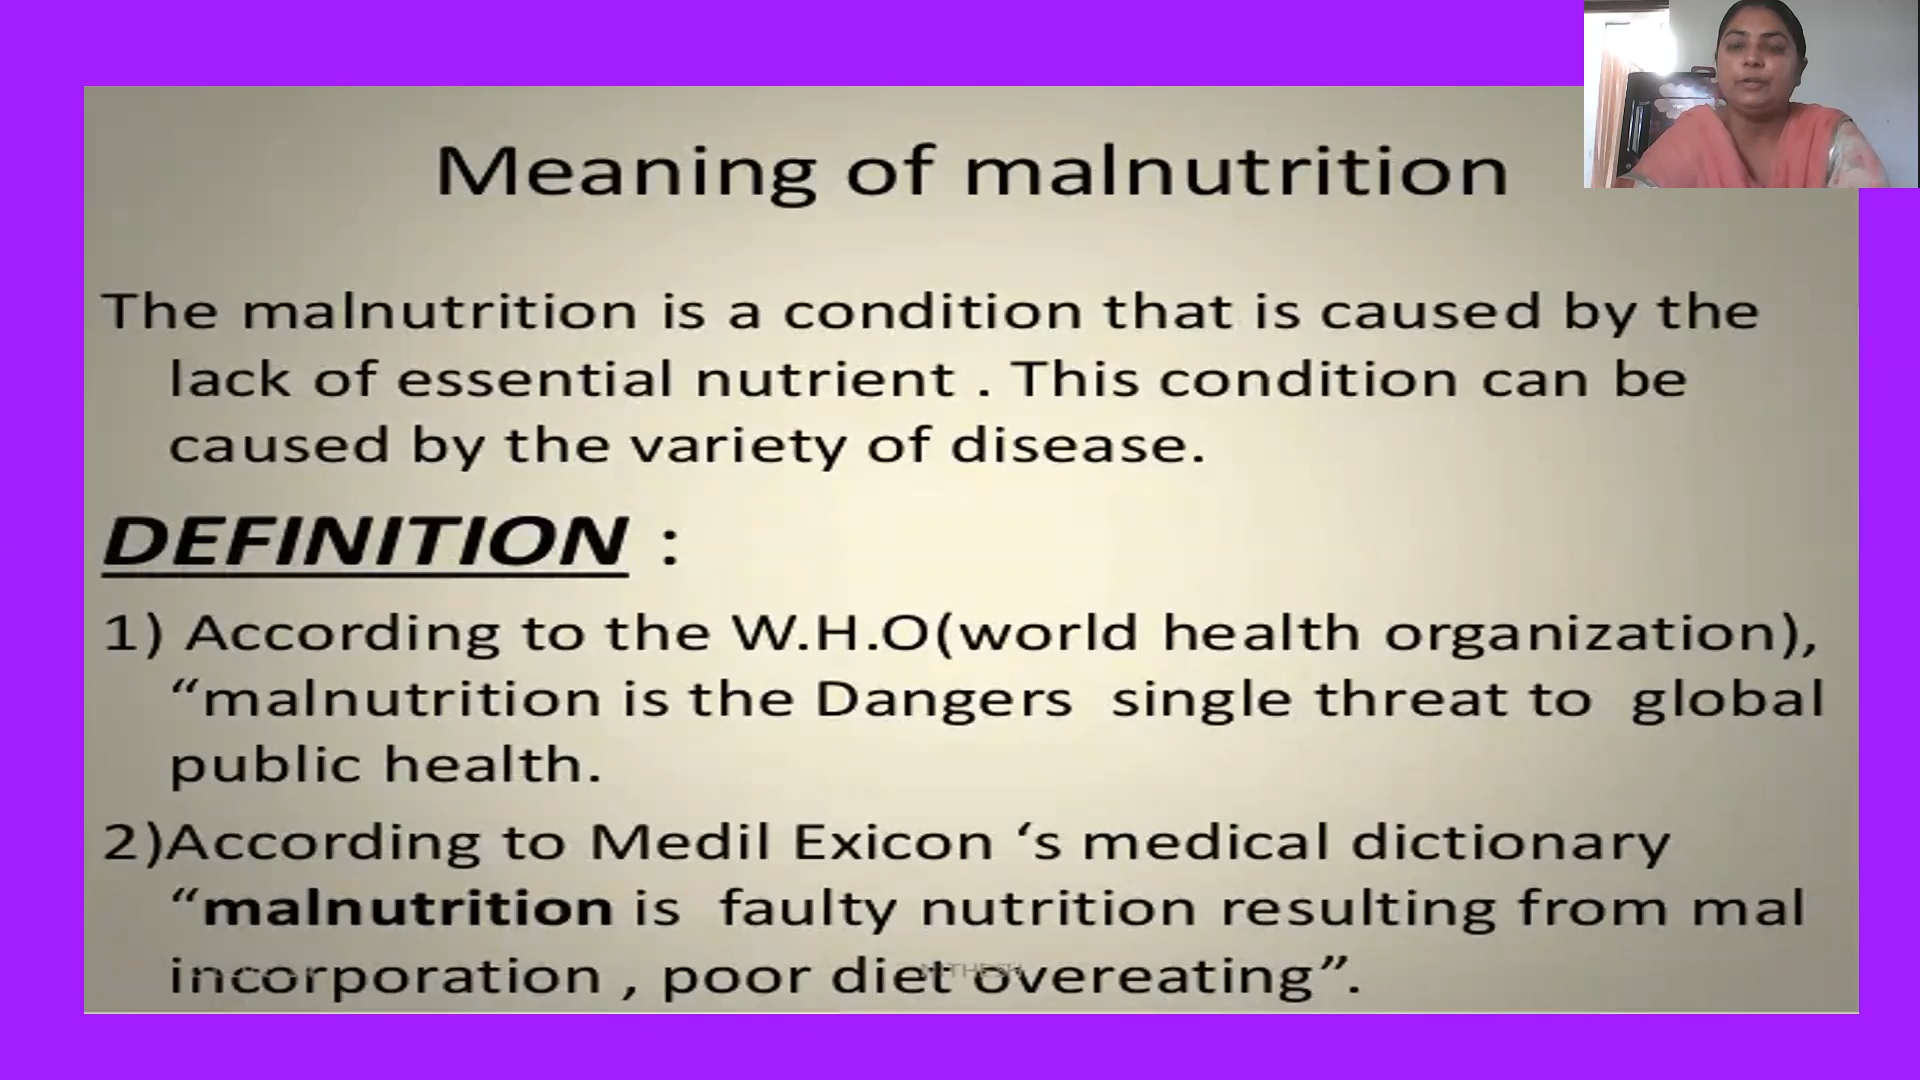 Meaning of malnutrition
The malnutrition is a condition that is caused by the
lack of essential nutrient . This condition can be
caused by the variety of disease.
DEFINITION :
1) According to the W.H.O(world health organization),
“malnutrition is the Dangers single threat to global
public health.
2)According to Medil Exicon ‘s medical dictionary
“malnutrition is faulty nutrition resulting from mal
incorporation , poor diet overeating”.